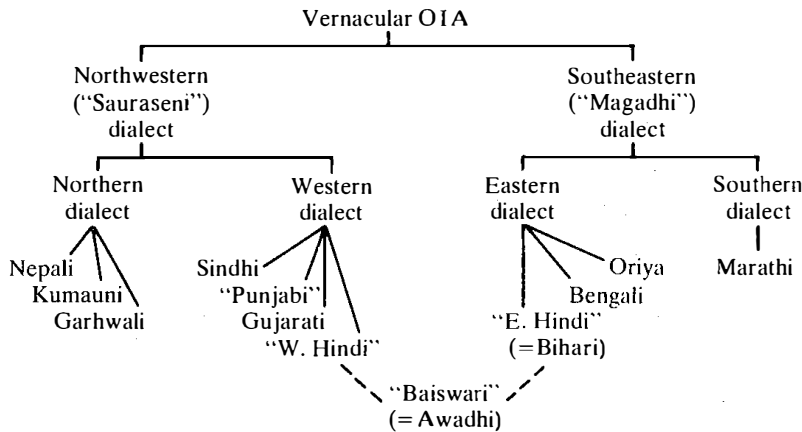 Vernacular OIA
Northwestern
("Sauraseni")
dialect
Southeastern
("Magadhi")
dialect
Northern
dialect
Western
dialect
Eastern
dialect
Southern
dialect
Nepali
Kumauni
Garhwali
Sindhi
"Punjabi"
Gujarati
"W. Hindi"
Oriya
Bengali
"E. Hindi"
(=Bihari)
Marathi
"Baiswari"
(=Awadhi)